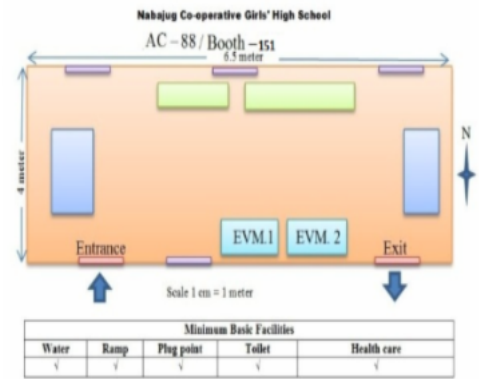 Nabajug Co-operative Girls' High School
AC – 88 / Booth – 151
6.5 meter
N
4 meter
EVM.1 EVM. 2
Entrance Exit
Scale 1 cm = 1 meter
Minimum Basic Facilities
Water Ramp Plug point Toilet Health care
√ √ √ √ √